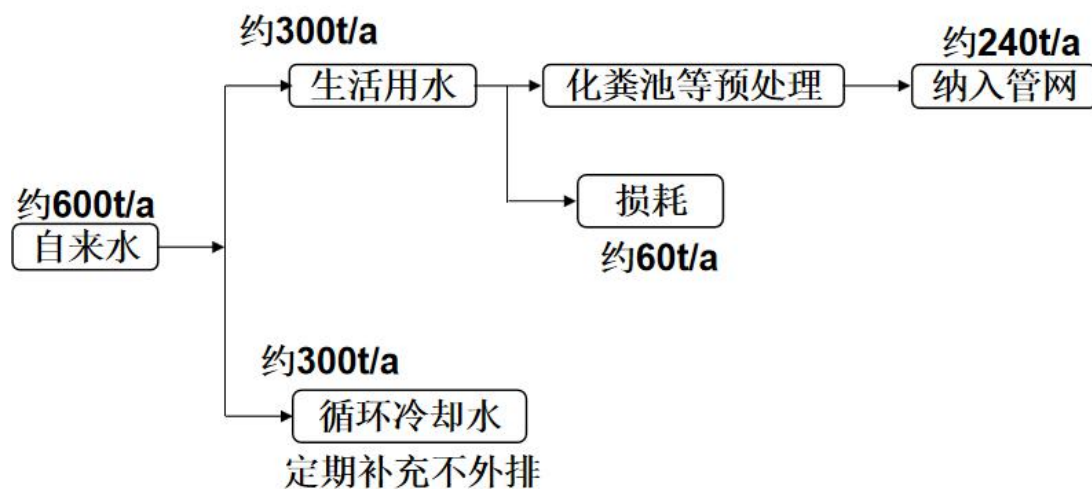 约300t/a
生活用水
化粪池等预处理
约240t/a
纳入管网
约600t/a
自来水
损耗
约60t/a
约300t/a
循环冷却水
定期补充不外排